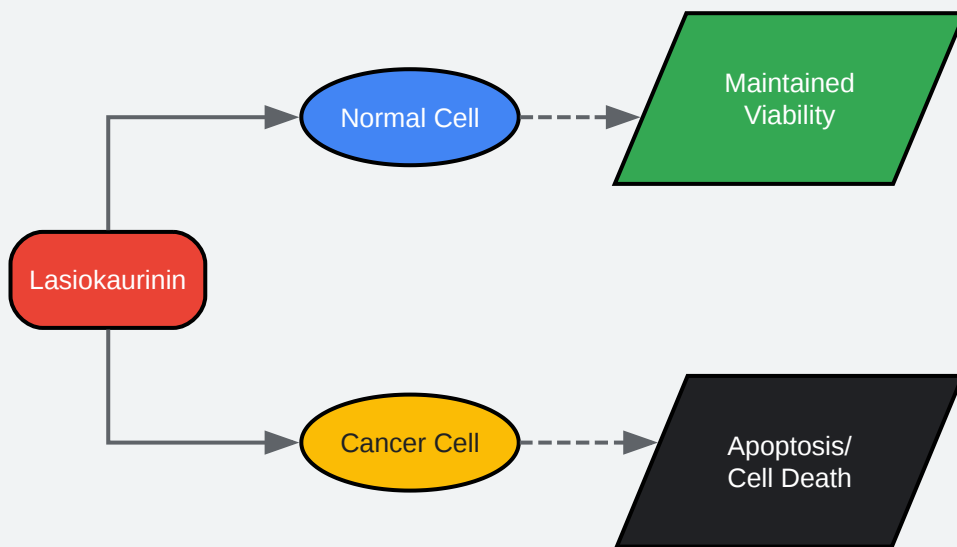 Normal Cell
Maintained
Viability
Lasiokaurinin
Cancer Cell
Apoptosis/
Cell Death